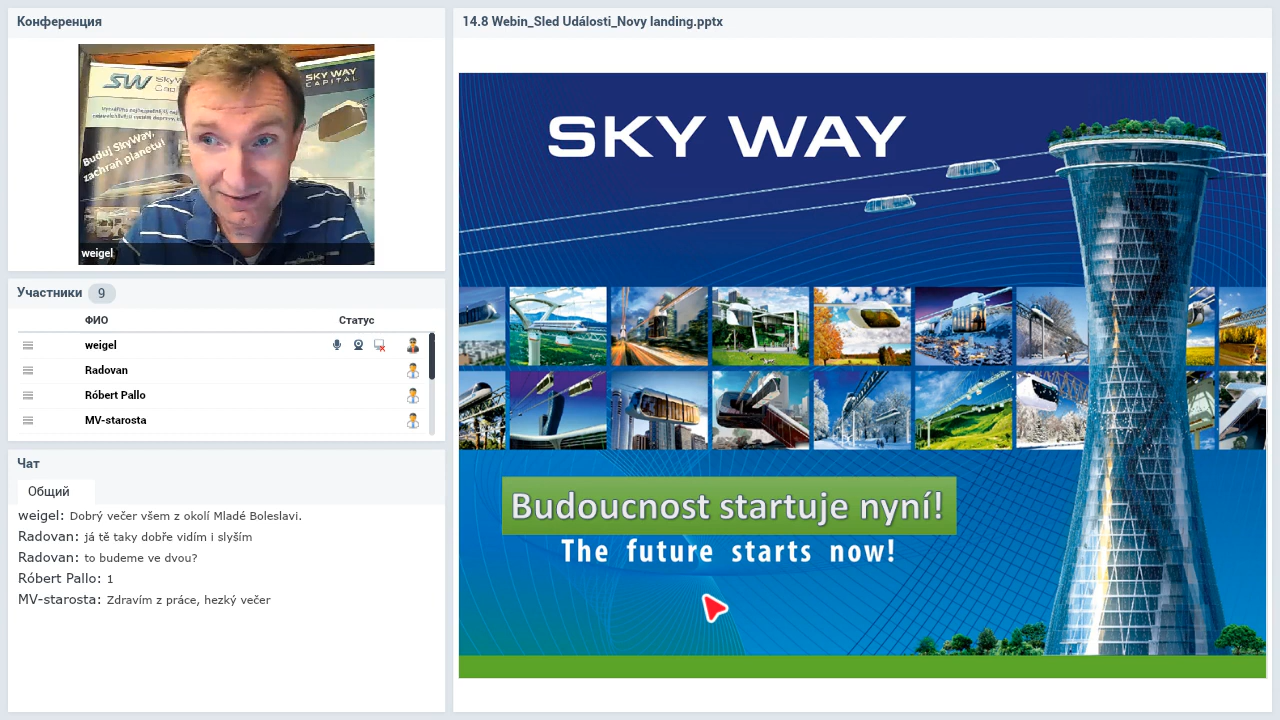 Конференция
SW
SKY WAY
CAPITAL
Buduj SkyWay,
zachraň planetu!
weigel
Участники 9
ФИО Статус
weigel
Radovan
Róbert Pallo
MV-starosta
Чат
Общий
weigel: Dobrý večer všem z okolí Mladé Boleslavi.
Radovan: já tě taky dobře vidím i slyším
Radovan: to budeme ve dvou?
Róbert Pallo: 1
MV-starosta: Zdravím z práce, hezký večer
14.8 Webin_Sled Události_Novy landing.pptx
SKY WAY
Budoucnost startuje nyní!
The future starts now!